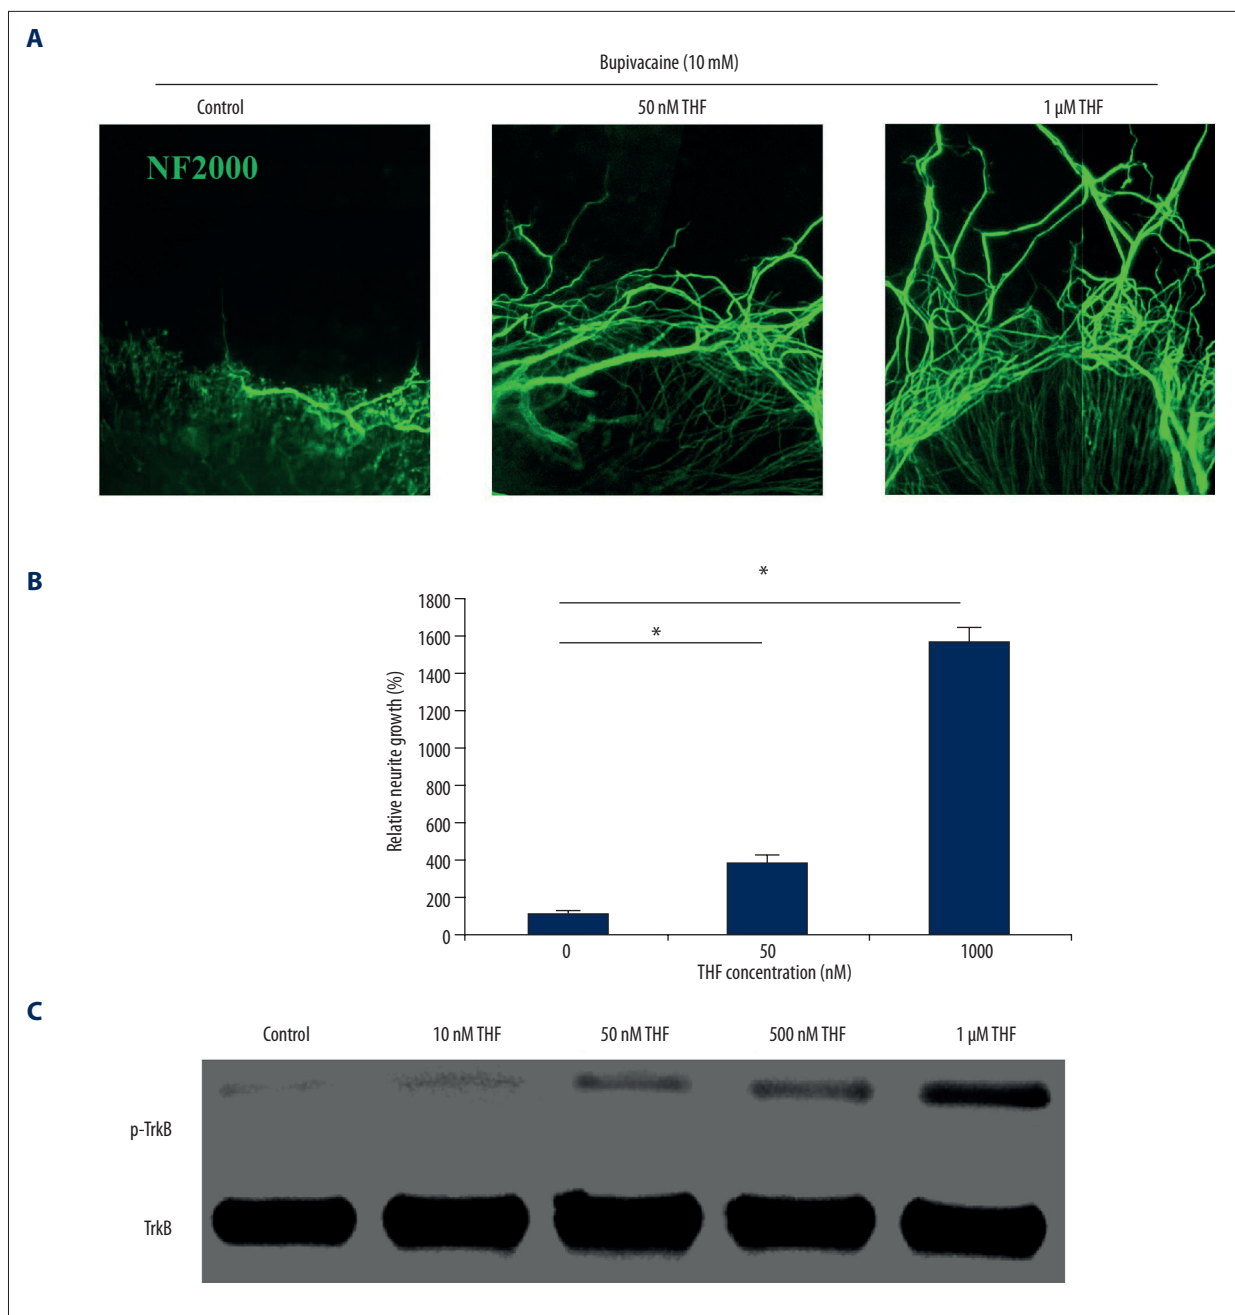 A
Bupivacaine (10 mM)
Control 50 nM THF 1 µM THF
NF2000
B
*
*
Relative neurite growth (%)
1800
1600
1400
1200
1000
800
600
400
200
0
0 50 1000
THF concentration (nM)
C
Control 10 nM THF 50 nM THF 500 nM THF 1 µM THF
p-TrkB
TrkB